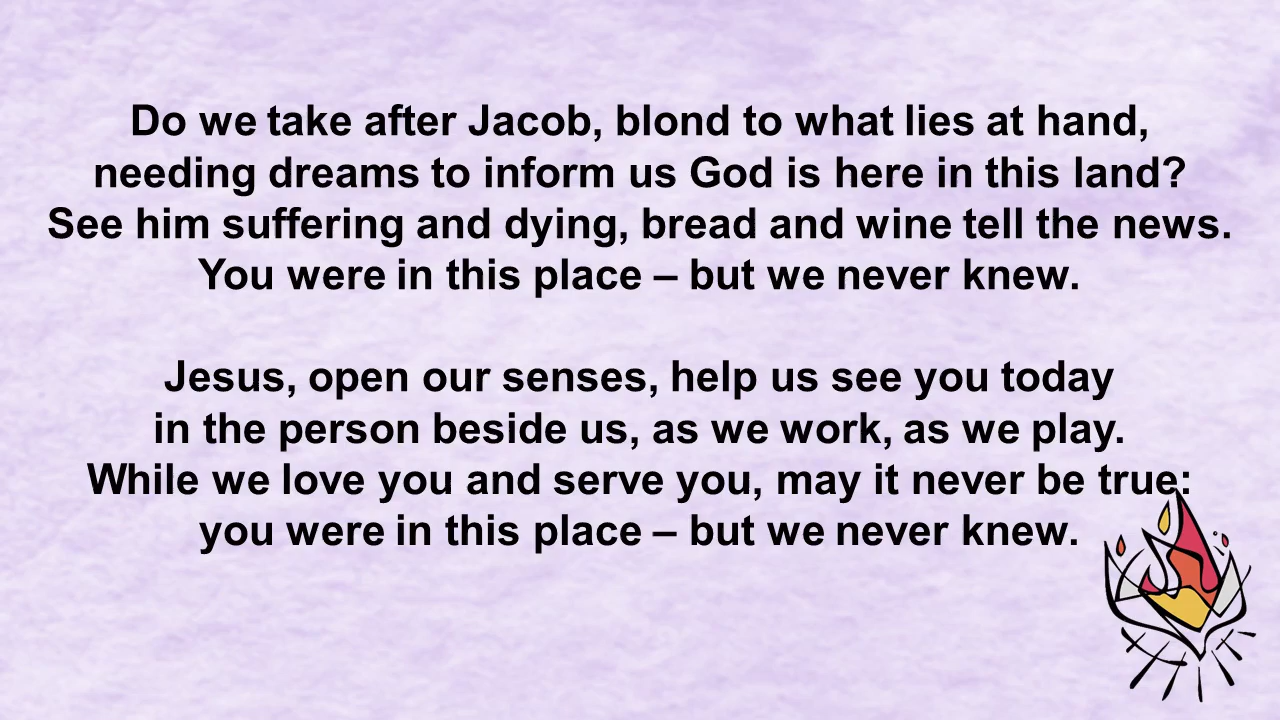 Do we take after Jacob, blond to what lies at hand,
needing dreams to inform us God is here in this land?
See him suffering and dying, bread and wine tell the news.
You were in this place – but we never knew.
Jesus, open our senses, help us see you today
in the person beside us, as we work, as we play.
While we love you and serve you, may it never be true:
you were in this place – but we never knew.